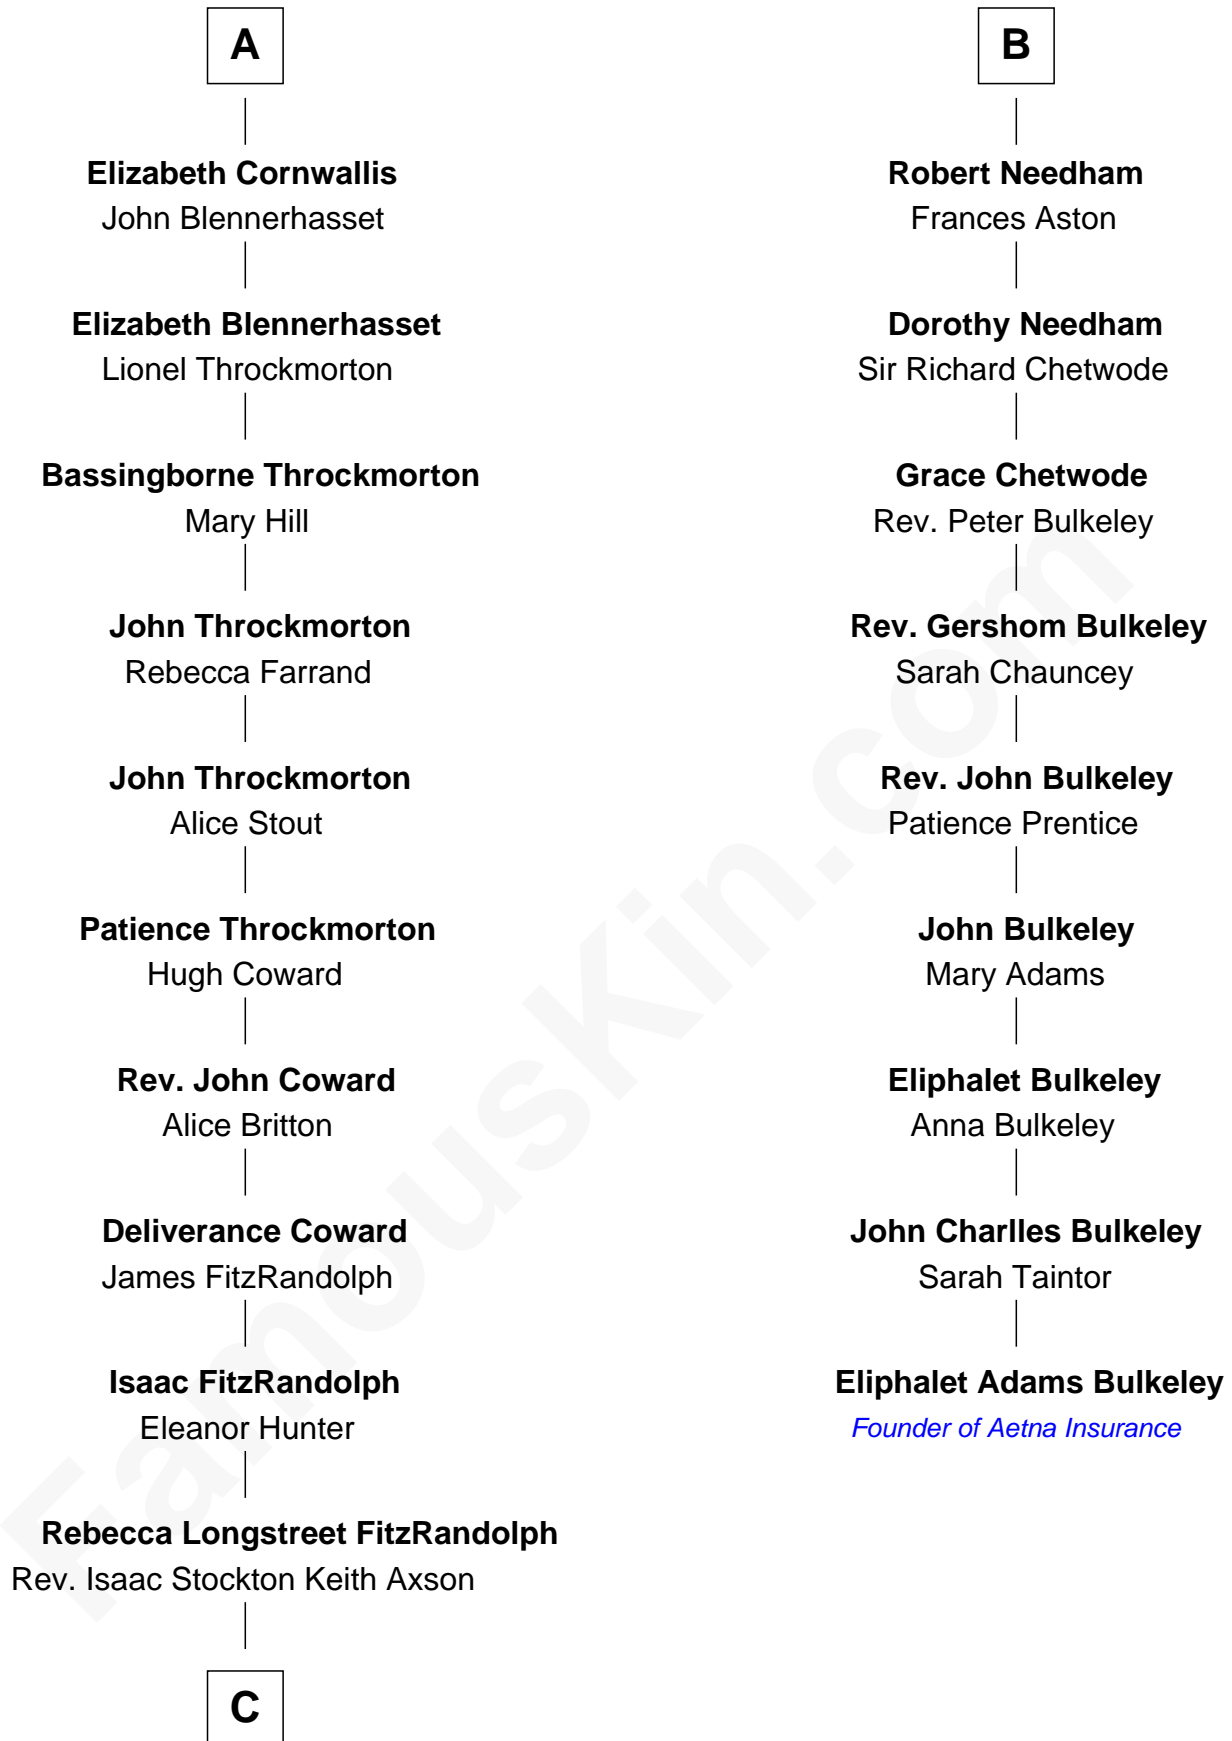 A
Elizabeth Cornwallis
John Blennerhasset
Elizabeth Blennerhasset
Lionel Throckmorton
Bassingborne Throckmorton
Mary Hill
John Throckmorton
Rebecca Farrand
John Throckmorton
Alice Stout
Patience Throckmorton
Hugh Coward
Rev. John Coward
Alice Britton
Deliverance Coward
James FitzRandolph
Isaac FitzRandolph
Eleanor Hunter
Rebecca Longstreet FitzRandolph
Rev. Isaac Stockton Keith Axson
C
B
Robert Needham
Frances Aston
Dorothy Needham
Sir Richard Chetwode
Grace Chetwode
Rev. Peter Bulkeley
Rev. Gershom Bulkeley
Sarah Chauncey
Rev. John Bulkeley
Patience Prentice
John Bulkeley
Mary Adams
Eliphalet Bulkeley
Anna Bulkeley
John Charlles Bulkeley
Sarah Taintor
Eliphalet Adams Bulkeley
Founder of Aetna Insurance
FamousKin.com